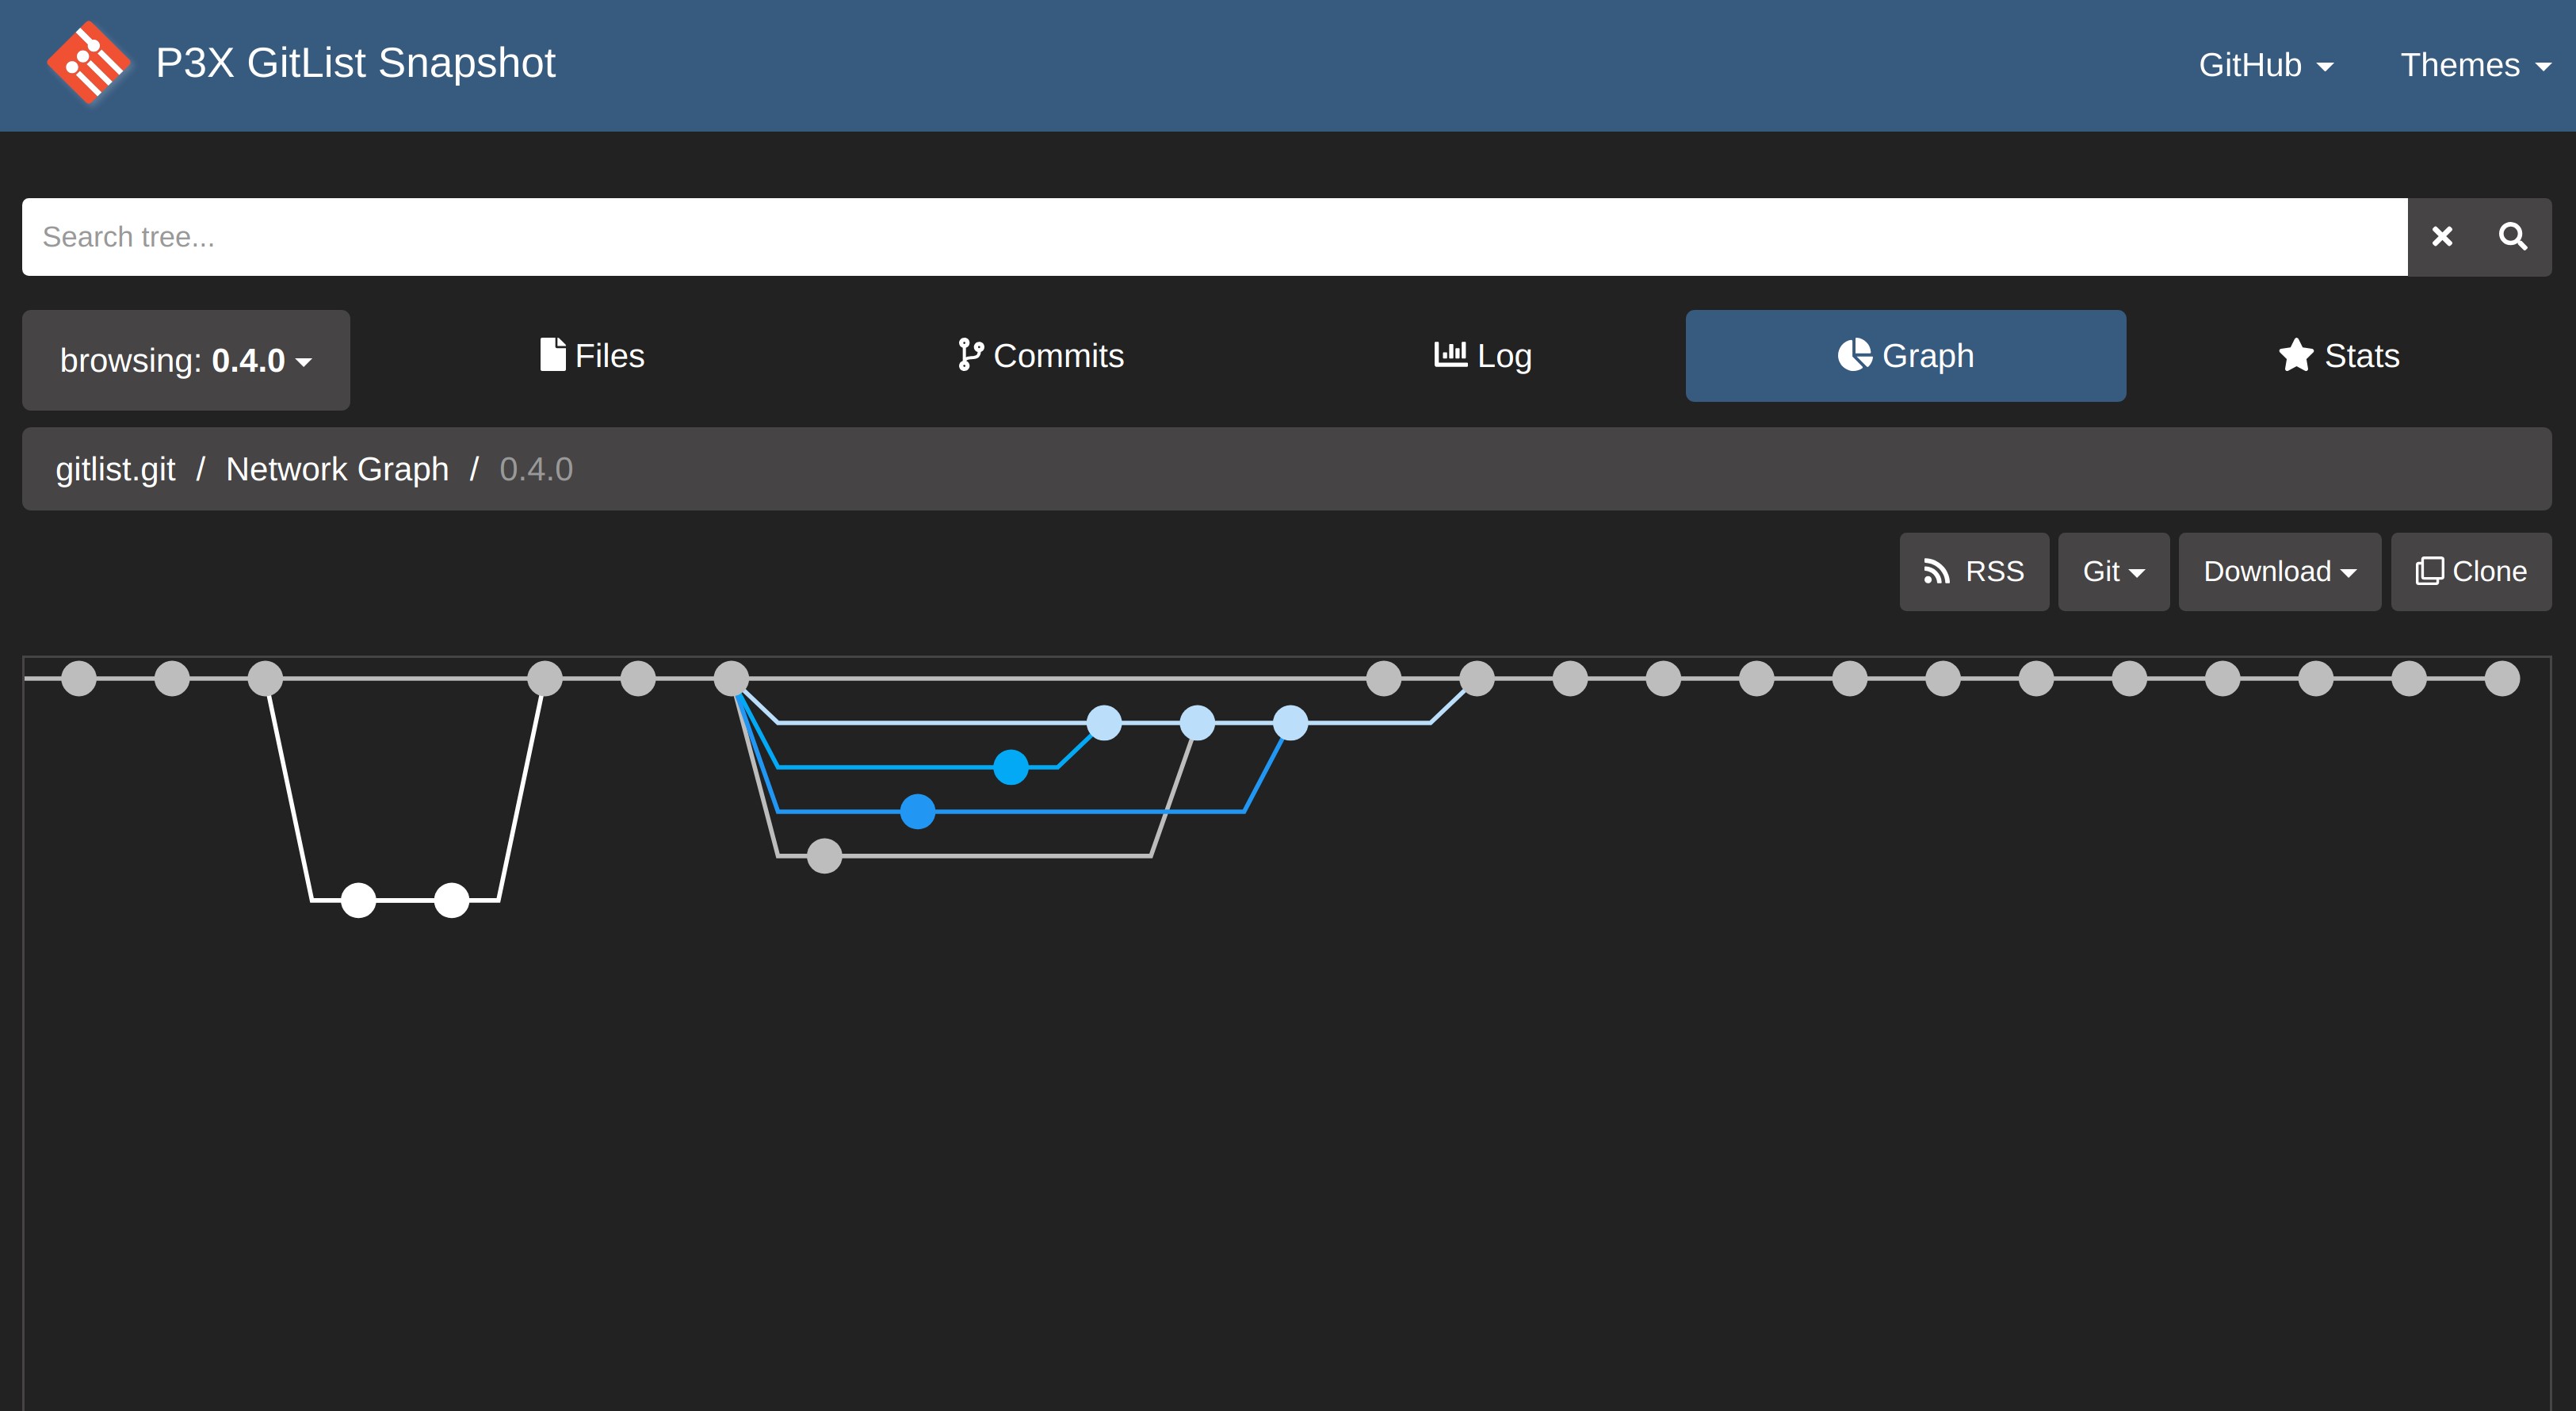 P3X GitList Snapshot
GitHub
Themes
Search tree...
browsing: 0.4.0
Files
Commits
Log
Graph
Stats
gitlist.git / Network Graph / 0.4.0
RSS
Git
Download
Clone